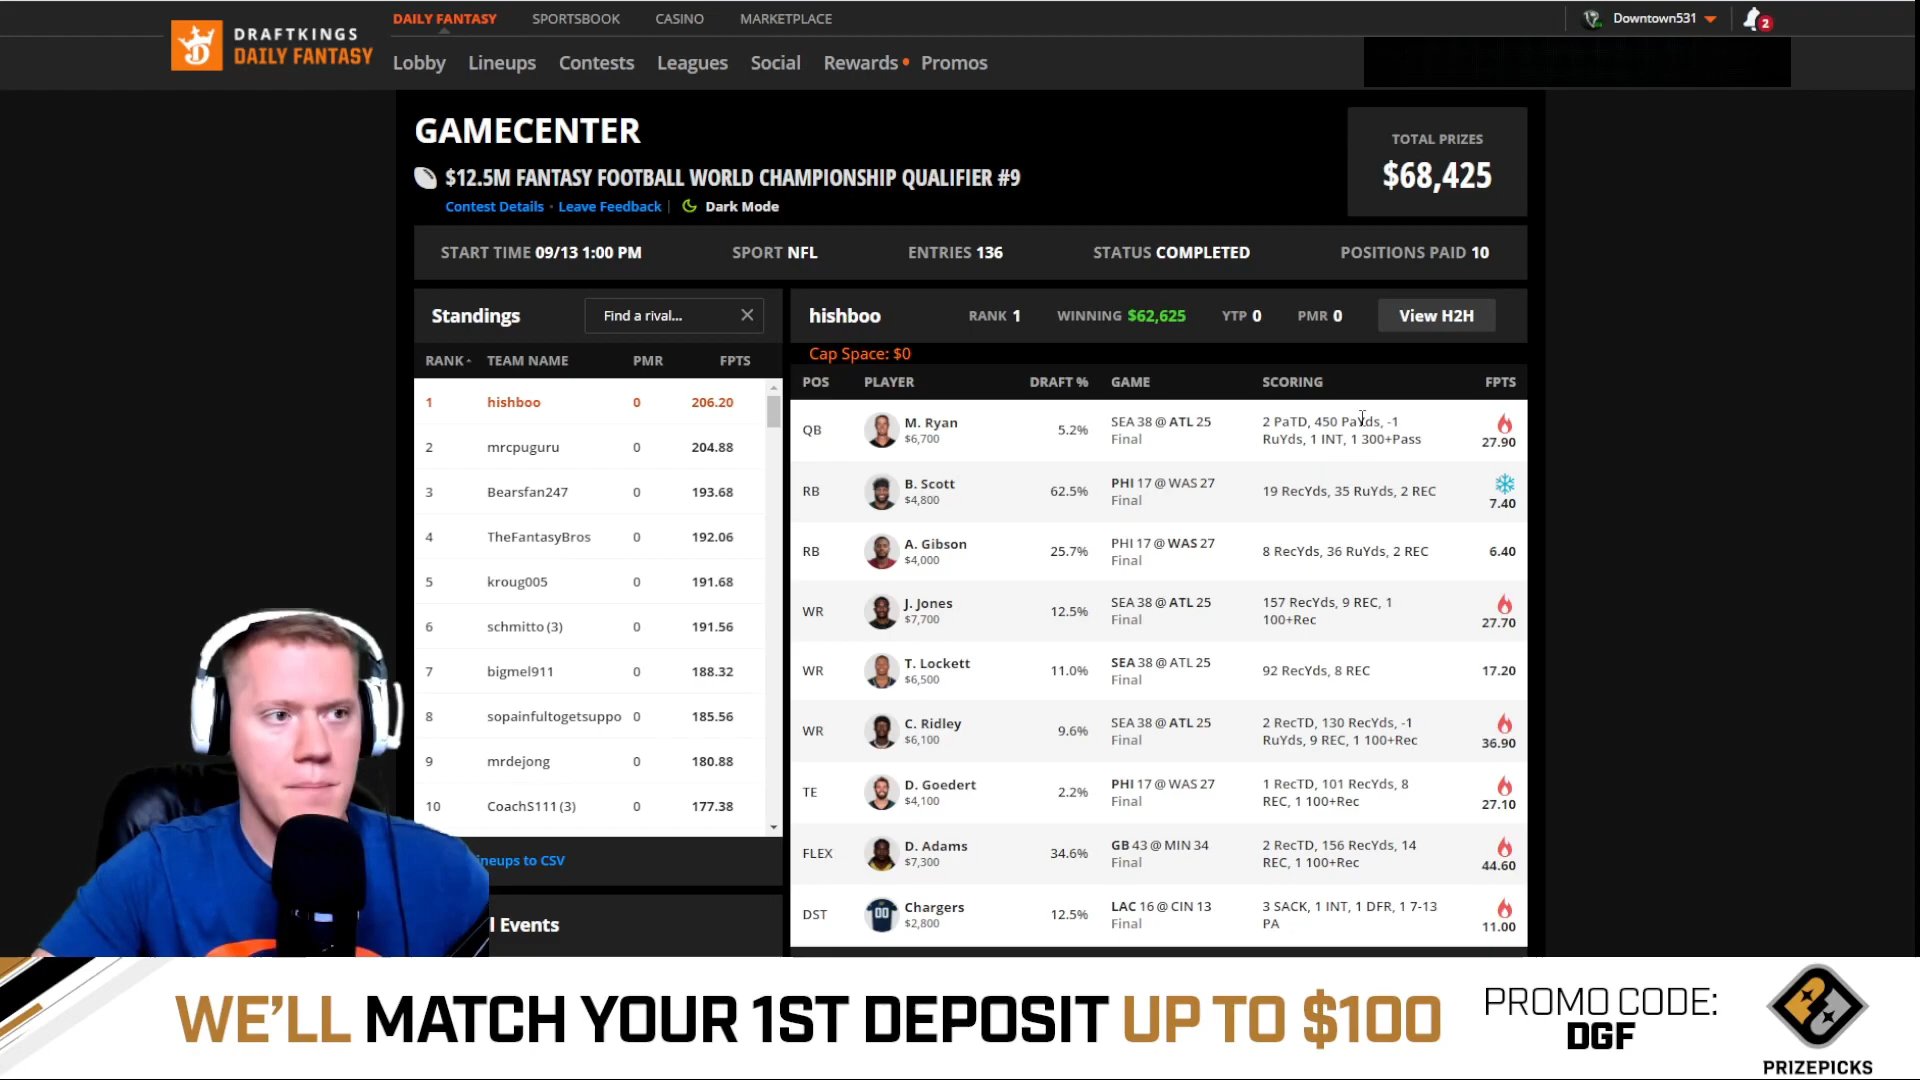 DRAFTKINGS
DAILY FANTASY
DAILY FANTASY SPORTSBOOK CASINO MARKETPLACE
Downtown531 2
Lobby Lineups Contests Leagues Social Rewards Promos
GAMECENTER
$12.5M FANTASY FOOTBALL WORLD CHAMPIONSHIP QUALIFIER #9
Contest Details • Leave Feedback | Dark Mode
TOTAL PRIZES
$68,425
START TIME 09/13 1:00 PM SPORT NFL ENTRIES 136 STATUS COMPLETED POSITIONS PAID 10
Standings Find a rival... ×
RANK TEAM NAME PMR FPTS
1 hishboo 0 206.20
2 mrcpuguru 0 204.88
3 Bearsfan247 0 193.68
4 TheFantasyBros 0 192.06
5 kroug005 0 191.68
6 schmitto (3) 0 191.56
7 bigmel911 0 188.32
8 sopainfultogetsuppo 0 185.56
9 mrdejong 0 180.88
10 CoachS111 (3) 0 177.38
neups to CSV
l Events
hishboo RANK 1 WINNING $62,625 YTP 0 PMR 0 View H2H
Cap Space: $0
POS PLAYER DRAFT % GAME SCORING FPTS
QB M. Ryan $6,700 5.2% SEA 38 @ ATL 25 Final 2 PaTD, 450 PaYds, -1 RuYds, 1 INT, 1 300+Pass 27.90
RB B. Scott $4,800 62.5% PHI 17 @ WAS 27 Final 19 RecYds, 35 RuYds, 2 REC 7.40
RB A. Gibson $4,000 25.7% PHI 17 @ WAS 27 Final 8 RecYds, 36 RuYds, 2 REC 6.40
WR J. Jones $7,700 12.5% SEA 38 @ ATL 25 Final 157 RecYds, 9 REC, 1 100+Rec 27.70
WR T. Lockett $6,500 11.0% SEA 38 @ ATL 25 Final 92 RecYds, 8 REC 17.20
WR C. Ridley $6,100 9.6% SEA 38 @ ATL 25 Final 2 RecTD, 130 RecYds, -1 RuYds, 9 REC, 1 100+Rec 36.90
TE D. Goedert $4,100 2.2% PHI 17 @ WAS 27 Final 1 RecTD, 101 RecYds, 8 REC, 1 100+Rec 27.10
FLEX D. Adams $7,300 34.6% GB 43 @ MIN 34 Final 2 RecTD, 156 RecYds, 14 REC, 1 100+Rec 44.60
DST 00 Chargers $2,800 12.5% LAC 16 @ CIN 13 Final 3 SACK, 1 INT, 1 DFR, 1 7-13 PA 11.00
WE'LL MATCH YOUR 1ST DEPOSIT UP TO $100
PROMO CODE:
DGF
PRIZEPICKS